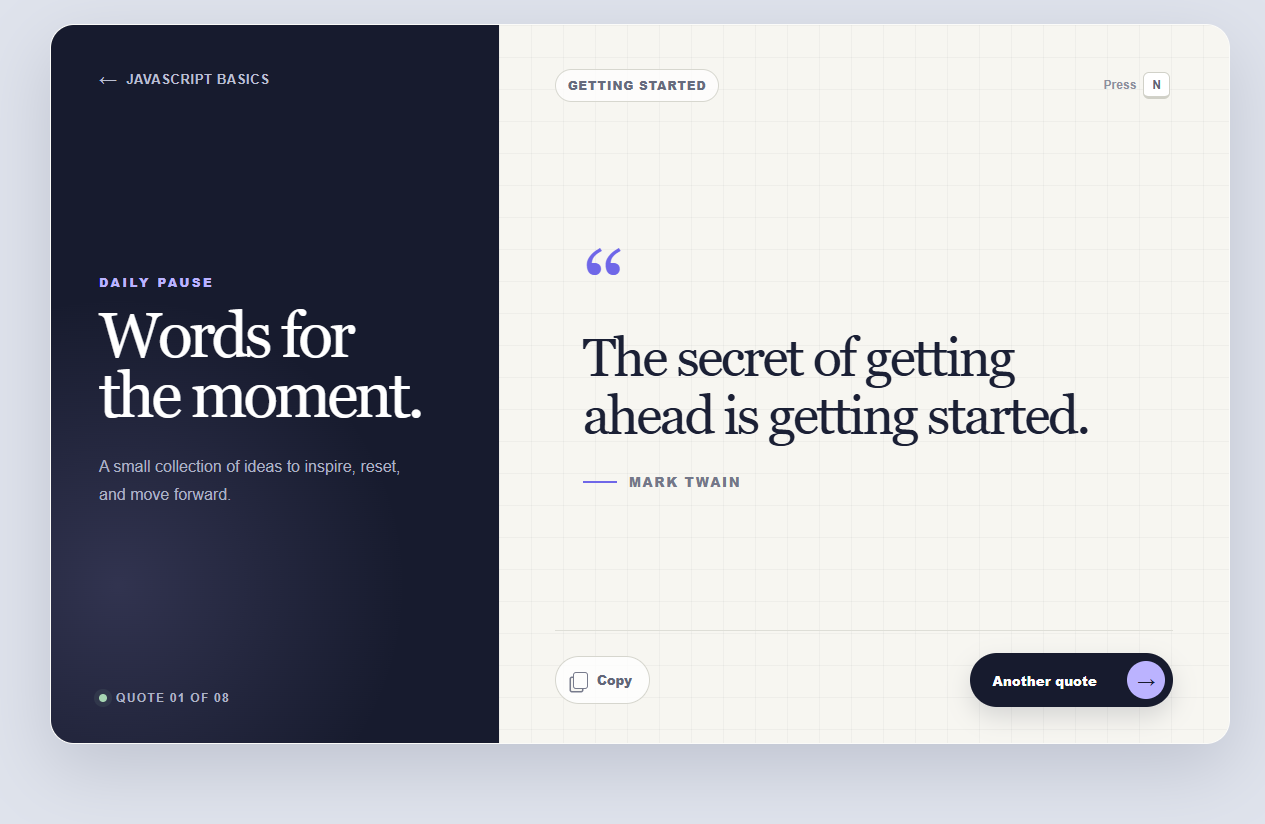 ← JAVASCRIPT BASICS
DAILY PAUSE
Words for
the moment.
A small collection of ideas to inspire, reset,
and move forward.
QUOTE 01 OF 08
GETTING STARTED
Press N
“
The secret of getting
ahead is getting started.
MARK TWAIN
Copy
Another quote →